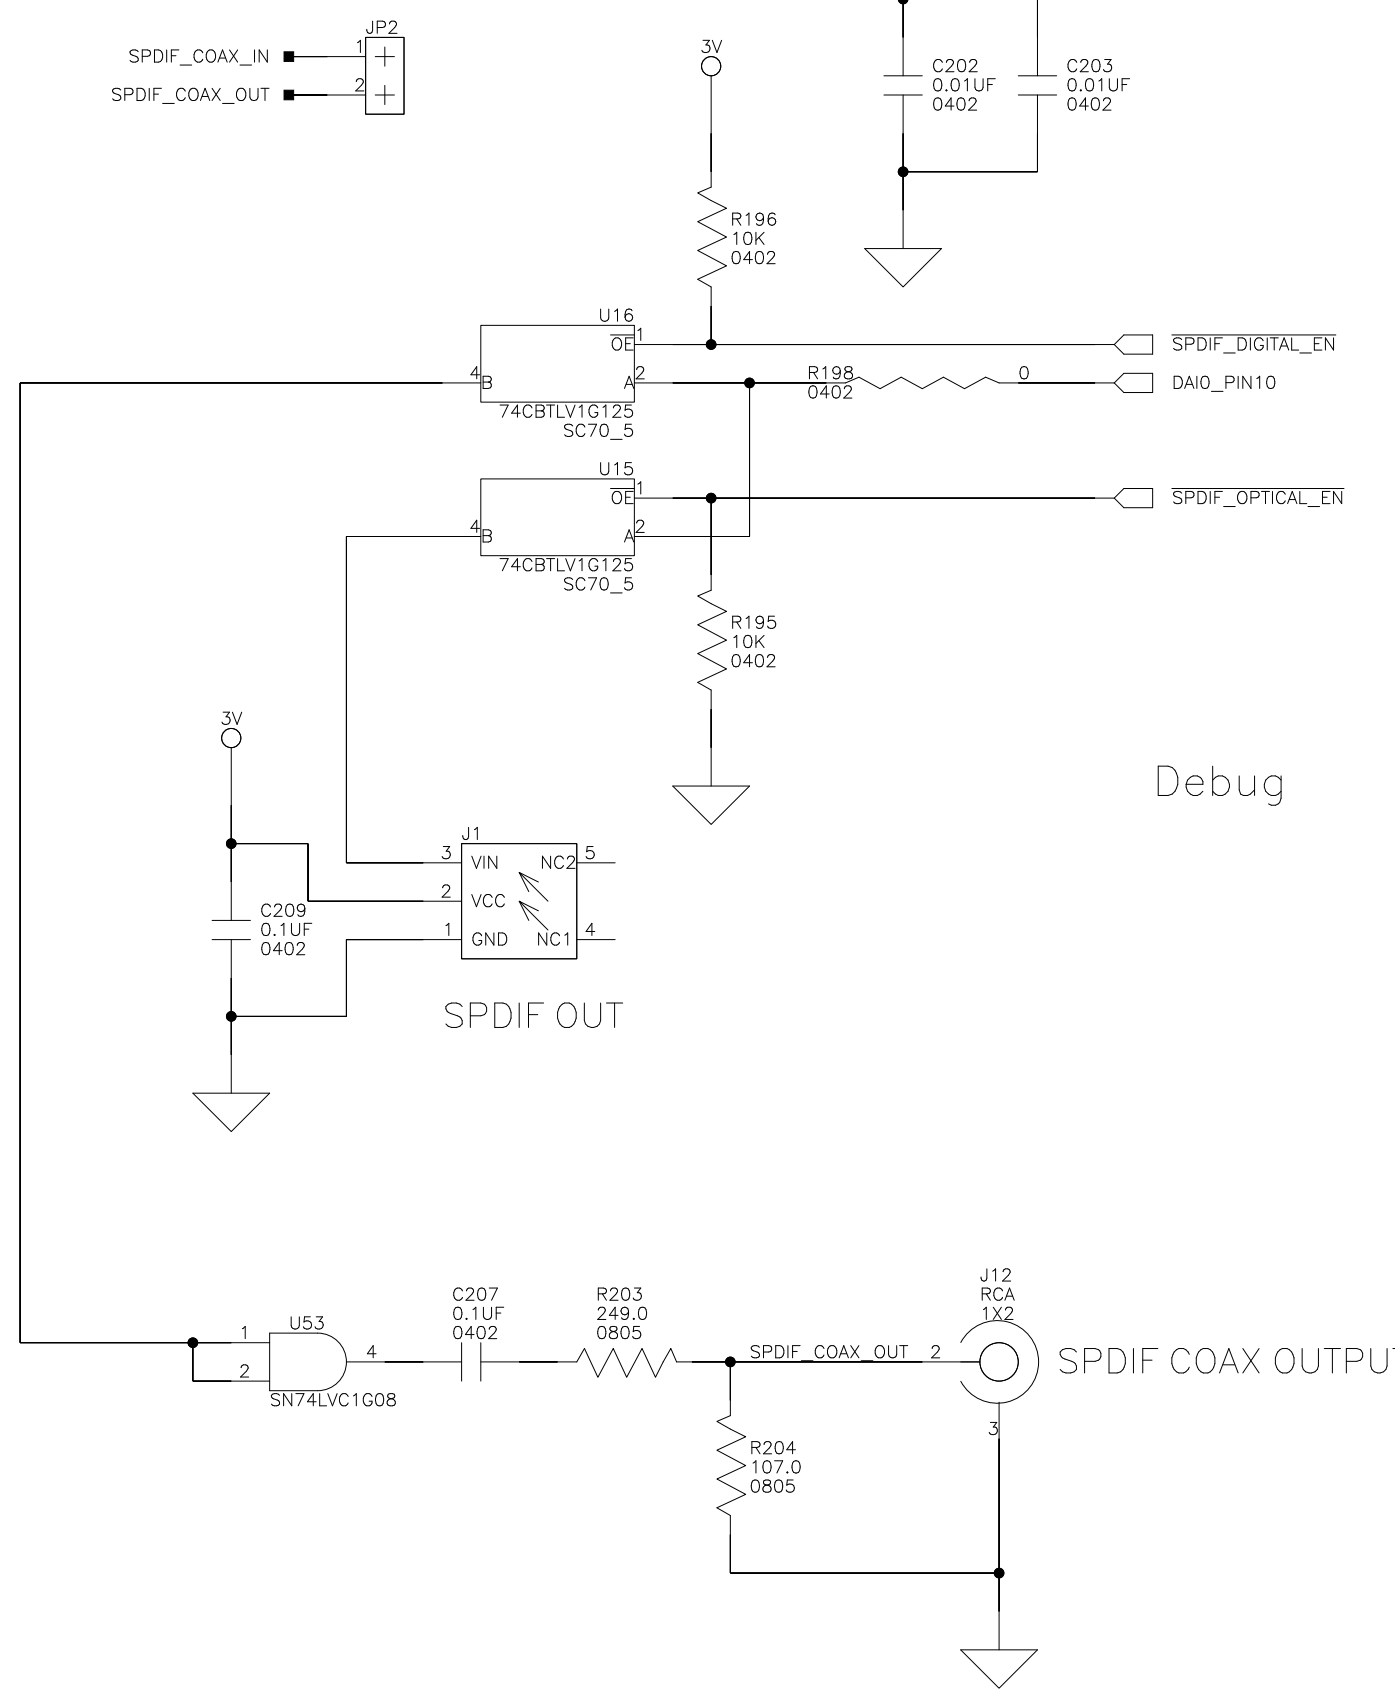 JP2
SPDIF_COAX_IN
1
SPDIF_COAX_OUT
2
3V
C202
0.01UF
0402
C203
0.01UF
0402
R196
10K
0402
U16
OE
1
SPDIF_DIGITAL_EN
4
B
A
2
R198
0402
0
DAI0_PIN10
74CBTLV1G125
SC70_5
U15
OE
1
SPDIF_OPTICAL_EN
4
B
A
2
74CBTLV1G125
SC70_5
R195
10K
0402
3V
Debug
J1
3
VIN
NC2
5
2
VCC
1
GND
NC1
4
C209
0.1UF
0402
SPDIF OUT
U53
1
2
4
SN74LVC1G08
C207
0.1UF
0402
R203
249.0
0805
SPDIF_COAX_OUT
2
J12
RCA
1X2
SPDIF COAX OUTPU
3
R204
107.0
0805